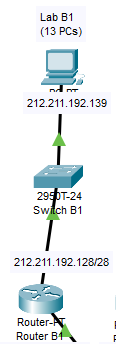 Lab B1
(13 PCs)
212.211.192.139
2950T-24
Switch B1
212.211.192.128/28
Router-PT
Router B1